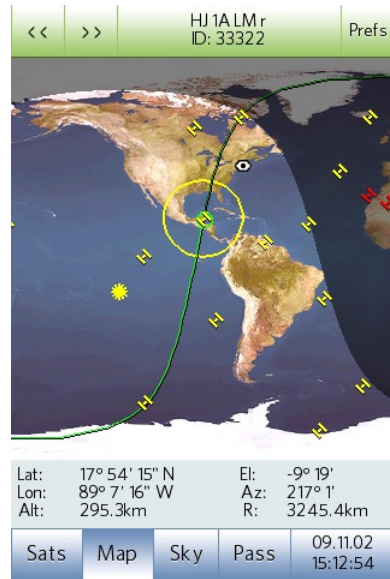 << >> HJ 1A LM r Prefs
ID: 33322
Lat: 17° 54' 15" N El: -9° 19'
Lon: 89° 7' 16" W Az: 217° 1'
Alt: 295.3km R: 3245.4km
Sats Map Sky Pass 09.11.02
15:12:54